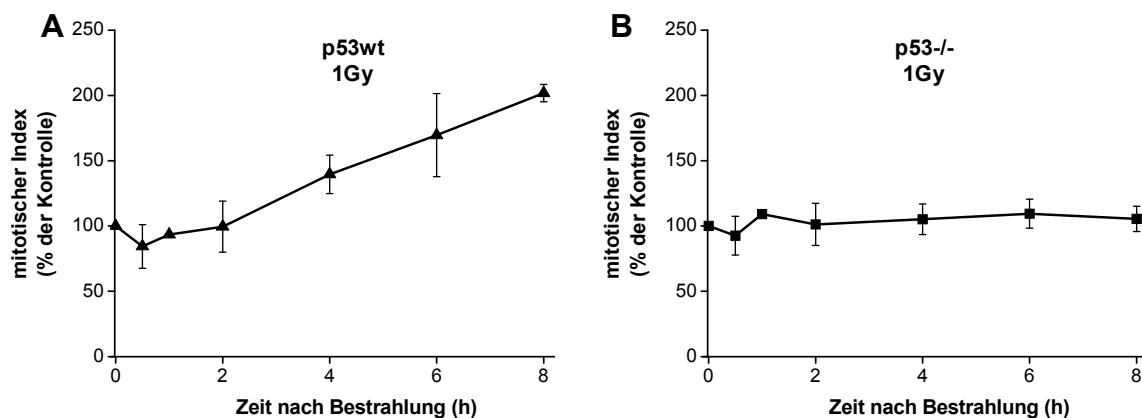 A
p53wt
1Gy
mitotischer Index
(% der Kontrolle)
250
200
150
100
50
0
0 2 4 6 8
Zeit nach Bestrahlung (h)
B
p53-/-
1Gy
mitotischer Index
(% der Kontrolle)
250
200
150
100
50
0
0 2 4 6 8
Zeit nach Bestrahlung (h)